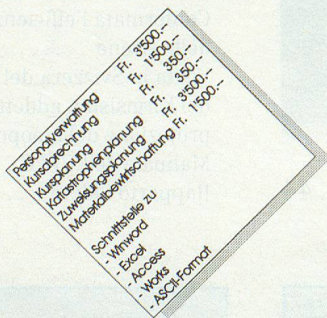 Personalverwaltung Fr. 3'500.–
Kursabrechnung Fr. 1'500.–
Kursplanung Fr. 350.–
Katastrophenplanung Fr. 350.–
Zuweisungsplanung Fr. 3'500.–
Materialbewirtschaftung Fr. 1'500.–
Schnittstelle zu
- Winword
- Excel
- Access
- Works
- ASCII-Format